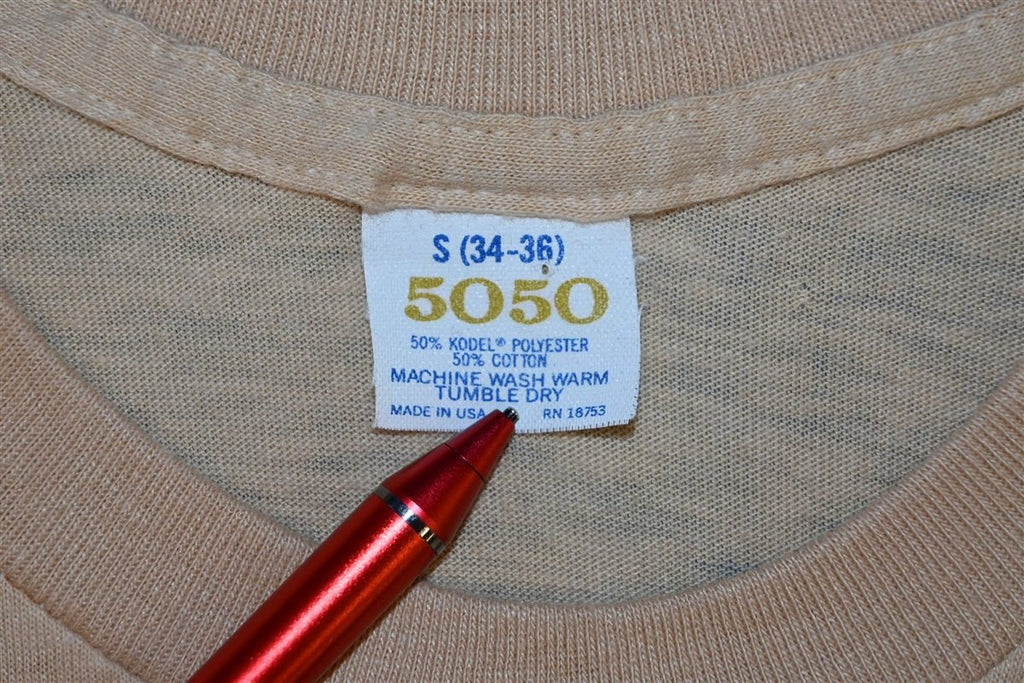 S (34-36)
5050
50% KODEL® POLYESTER
50% COTTON
MACHINE WASH WARM
TUMBLE DRY
MADE IN USA RN 18753